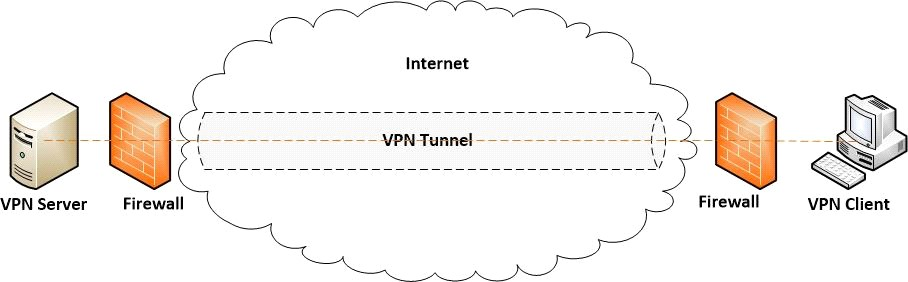 Internet
VPN Tunnel
VPN Server
Firewall
Firewall
VPN Client